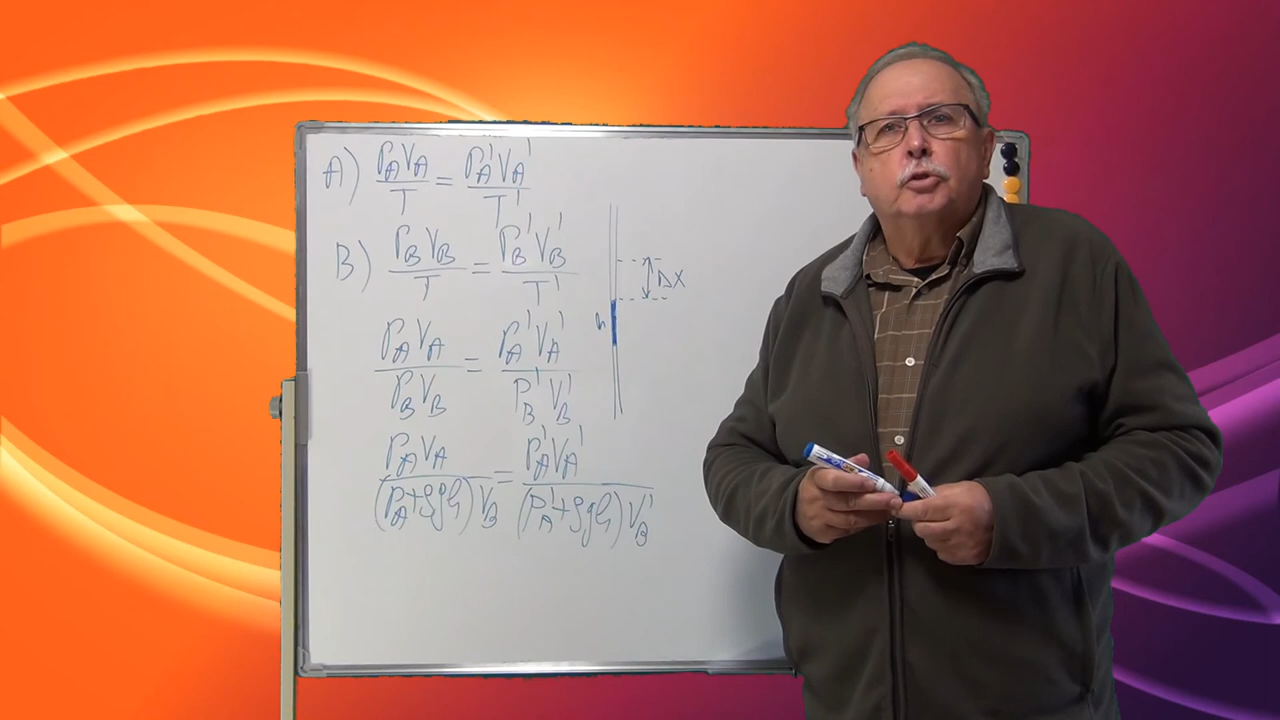 A) P_A V_A / T = P_A' V_A' / T'
B) P_B V_B / T = P_B' V_B' / T'
P_A V_A / P_B V_B = P_A' V_A' / P_B' V_B'
P_A V_A / (P_A + ρgh) V_B = P_A' V_A' / (P_A' + ρgh) V_B'
Δx
h